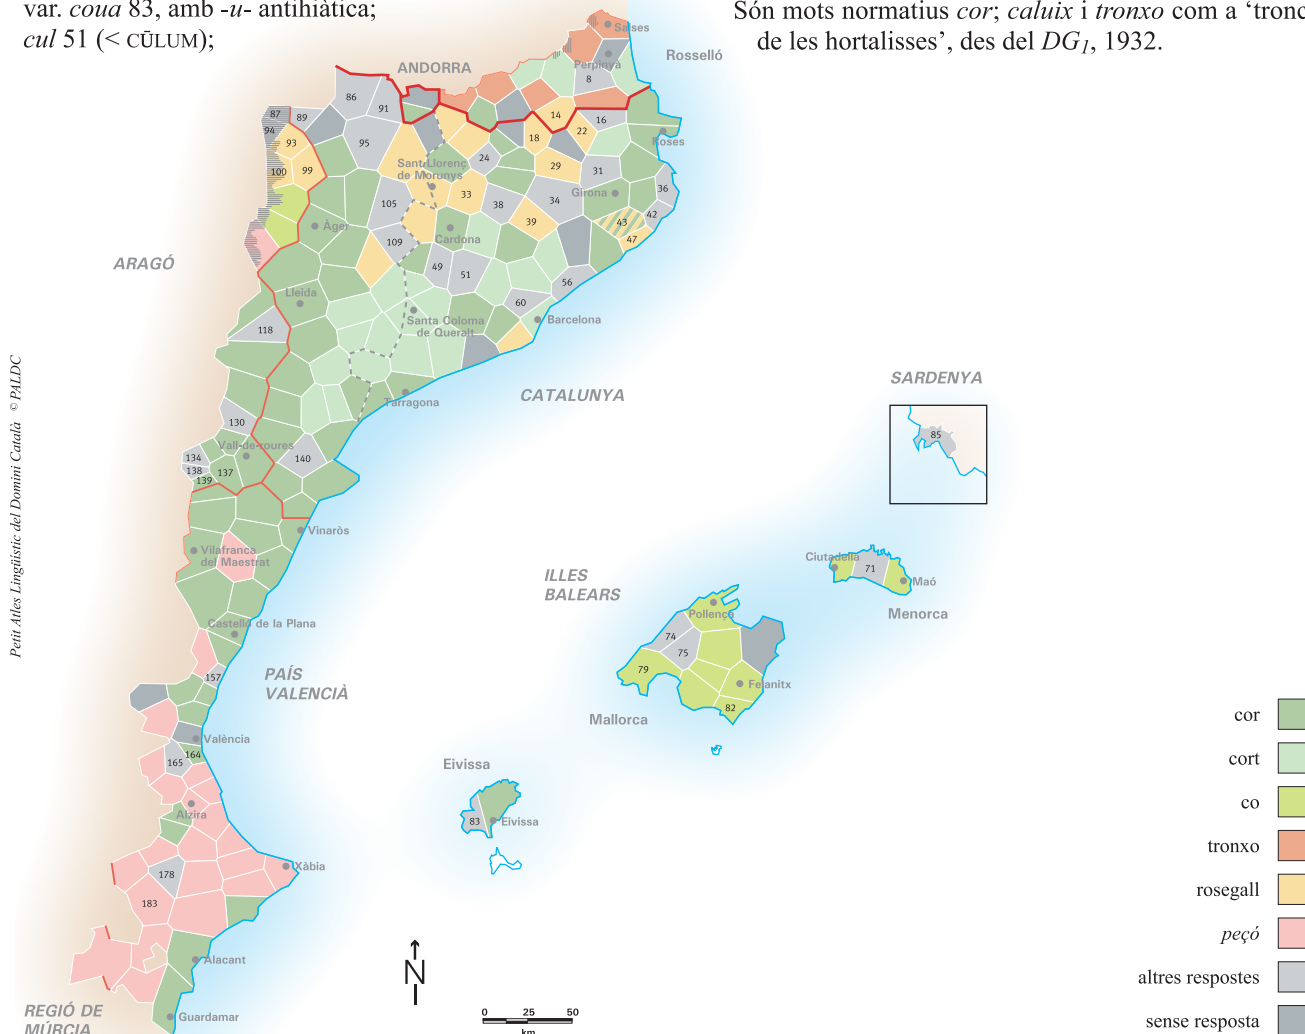 var. coua 83, amb -u- antihiàtica;
cul 51 (< CŪLUM);
Són mots normatius cor; caluix i tronxo com a ‘tronc
de les hortalisses’, des del DG1, 1932.
Salses
Rosselló
Perpinyà
ANDORRA
8
86
91
87
89
94
14
16
22
18
Roses
93
95
99
100
24
29
31
Sant Llorenç
de Morunys
36
Girona
33
34
105
38
42
39
43
47
Àger
Cardona
109
ARAGÓ
49
51
56
60
Lleida
Santa Coloma
de Queralt
Barcelona
118
Petit Atles Lingüístic del Domini Català © PALDC
CATALUNYA
SARDENYA
Tarragona
130
85
Vall-de-roures
134
138
139
137
140
Vinaròs
Vilafranca
del Maestrat
ILLES
BALEARS
Ciutadella
71
Maó
Menorca
Pollença
74
75
79
Felanitx
82
Mallorca
Castelló de la Plana
157
PAÍS
VALENCIÀ
València
164
165
Eivissa
83
Eivissa
Alzira
Xàbia
178
183
Alacant
Guardamar
REGIÓ DE
MÚRCIA
N
0 25 50
km
cor
cort
co
tronxo
rosegall
peçó
altres respostes
sense resposta